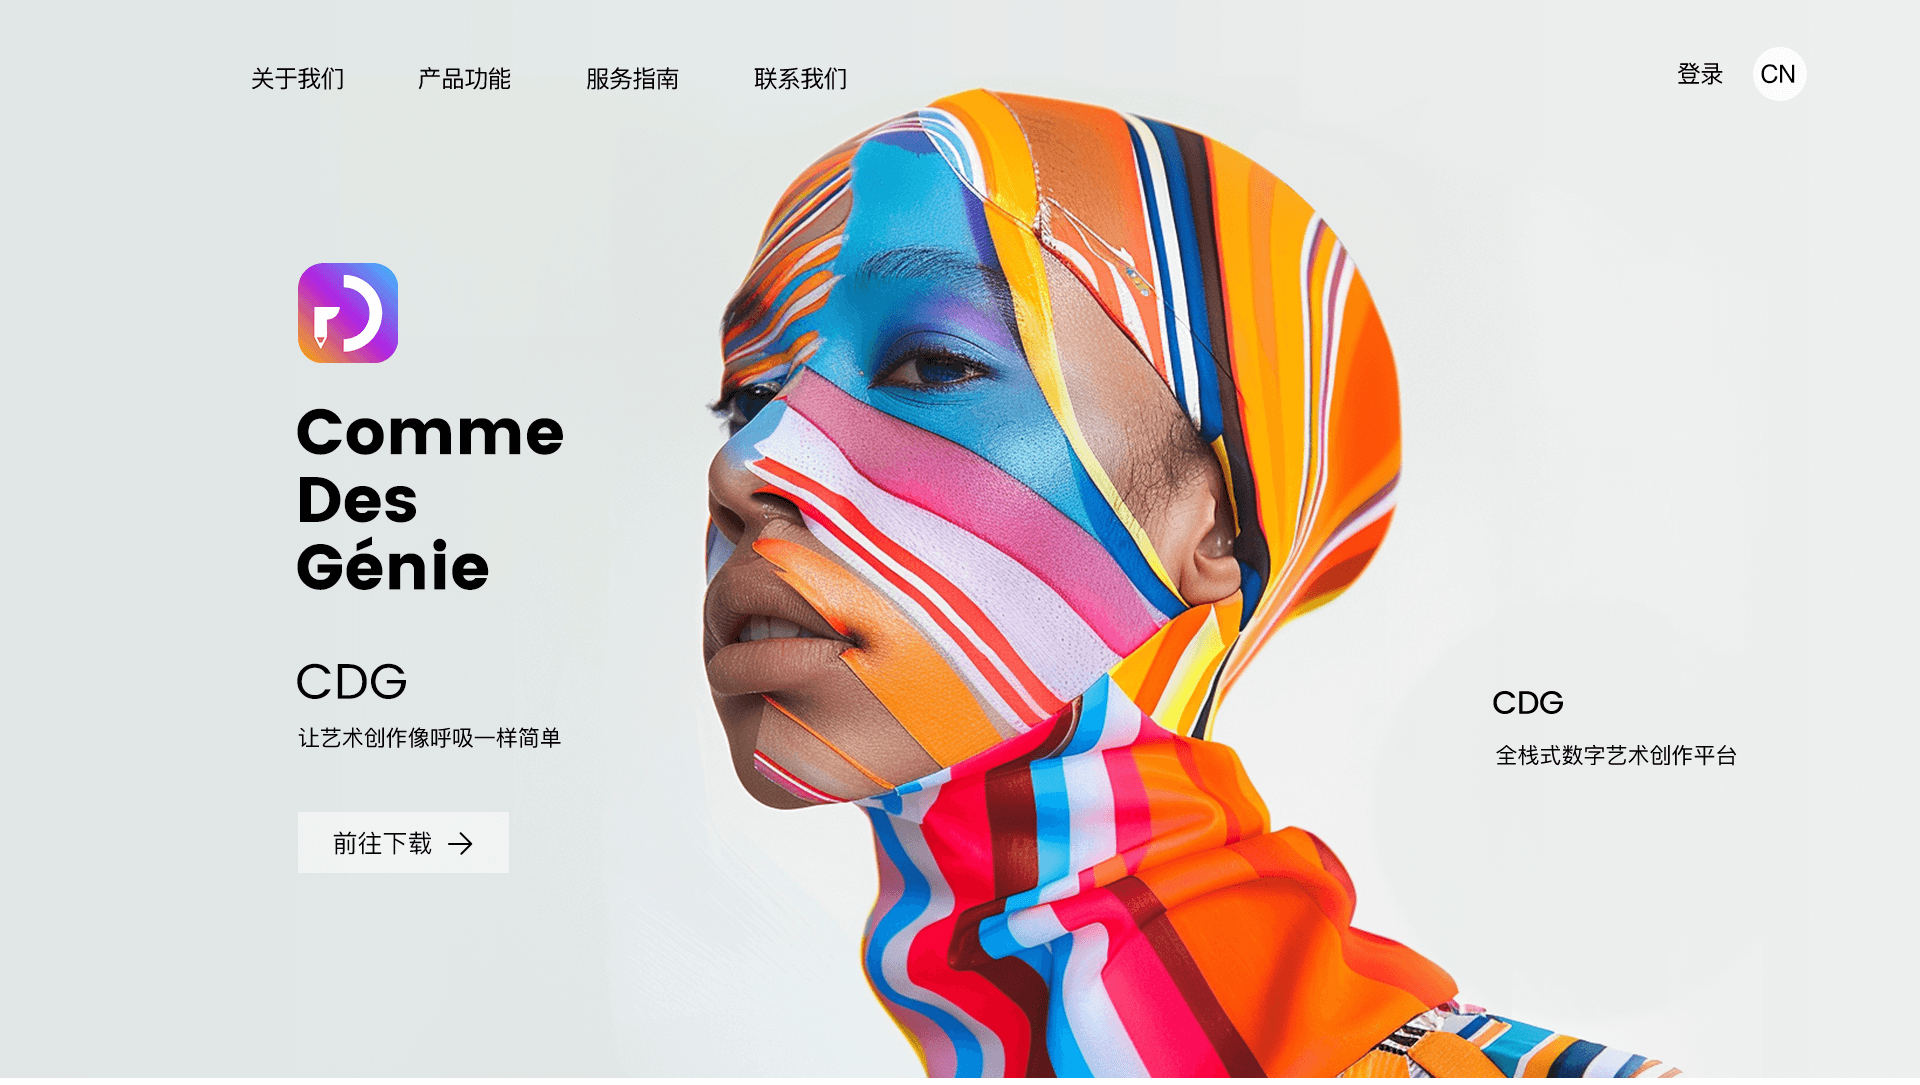 关于我们
产品功能
服务指南
联系我们
登录
CN
Comme
Des
Génie
CDG
让艺术创作像呼吸一样简单
前往下载
CDG
全栈式数字艺术创作平台